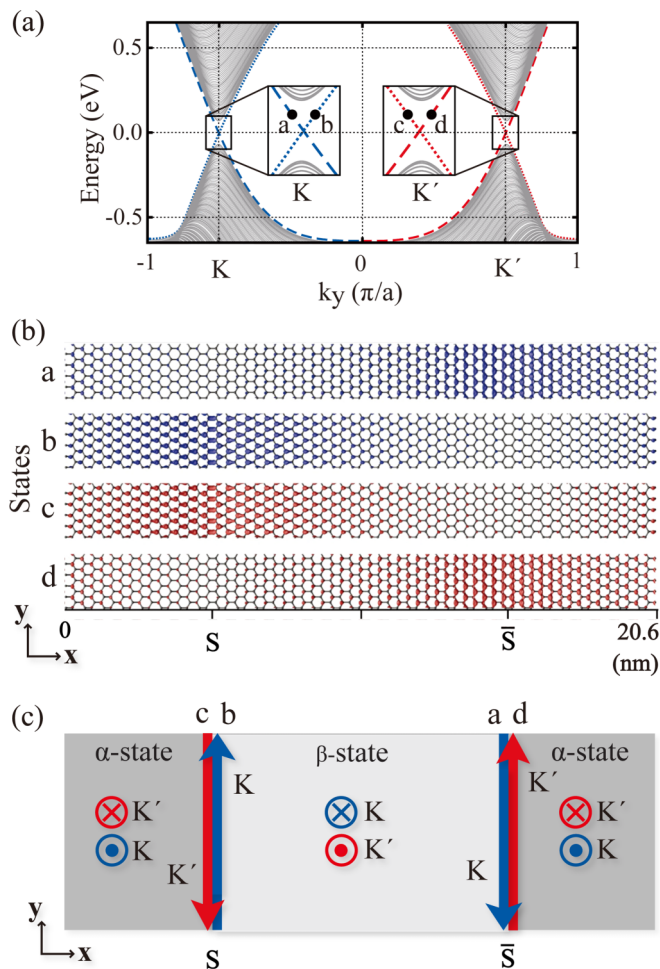 (a)
0.5
0.0
-0.5
Energy (eV)
a b
K
c d
K´
-1 K 0 K´ 1
ky (π/a)
(b)
States
a
b
c
d
y
x
0 S S̄ 20.6
(nm)
(c)
c b a d
α-state β-state α-state
K K´
K´ K K´
K K´ K
K´ K
y
x
S S̄